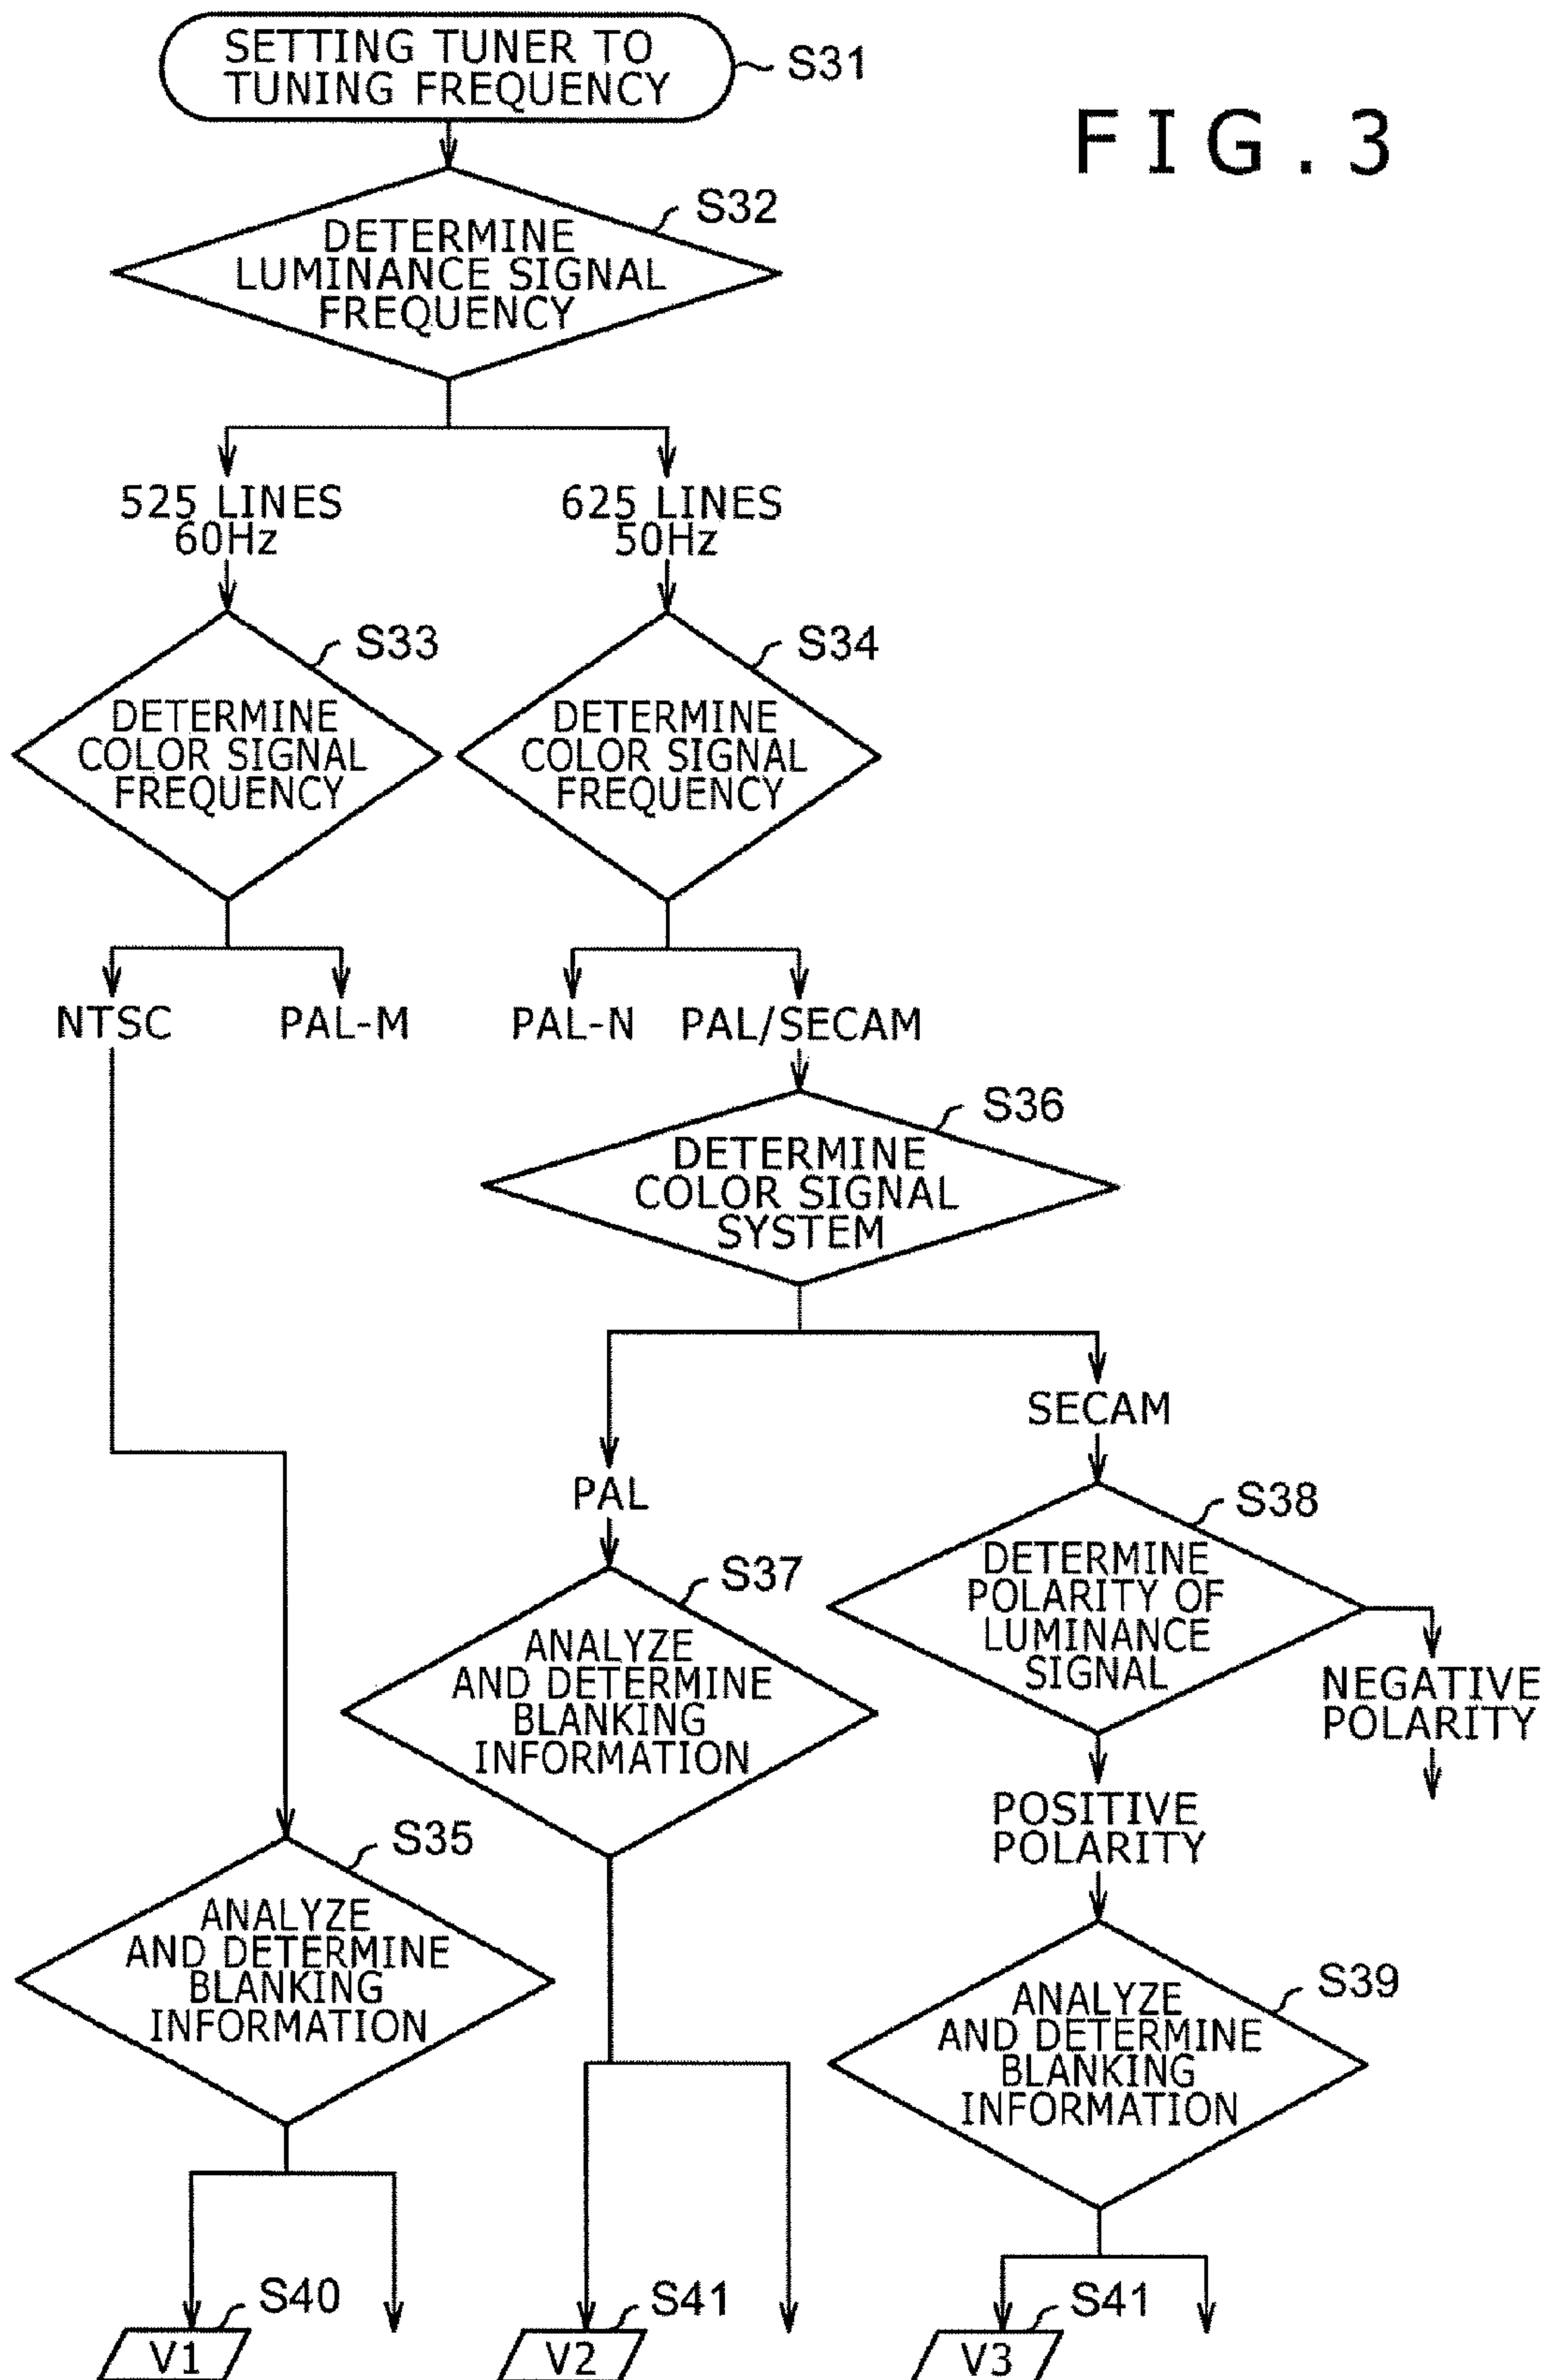 SETTING TUNER TO
TUNING FREQUENCY
S31
FIG.3
S32
DETERMINE
LUMINANCE SIGNAL
FREQUENCY
525 LINES
60Hz
625 LINES
50Hz
S33
DETERMINE
COLOR SIGNAL
FREQUENCY
S34
DETERMINE
COLOR SIGNAL
FREQUENCY
NTSC
PAL-M
PAL-N
PAL/SECAM
S36
DETERMINE
COLOR SIGNAL
SYSTEM
SECAM
PAL
S38
DETERMINE
POLARITY OF
LUMINANCE
SIGNAL
S37
ANALYZE
AND DETERMINE
BLANKING
INFORMATION
NEGATIVE
POLARITY
POSITIVE
POLARITY
S35
ANALYZE
AND DETERMINE
BLANKING
INFORMATION
S39
ANALYZE
AND DETERMINE
BLANKING
INFORMATION
S40
V1
S41
V2
S41
V3